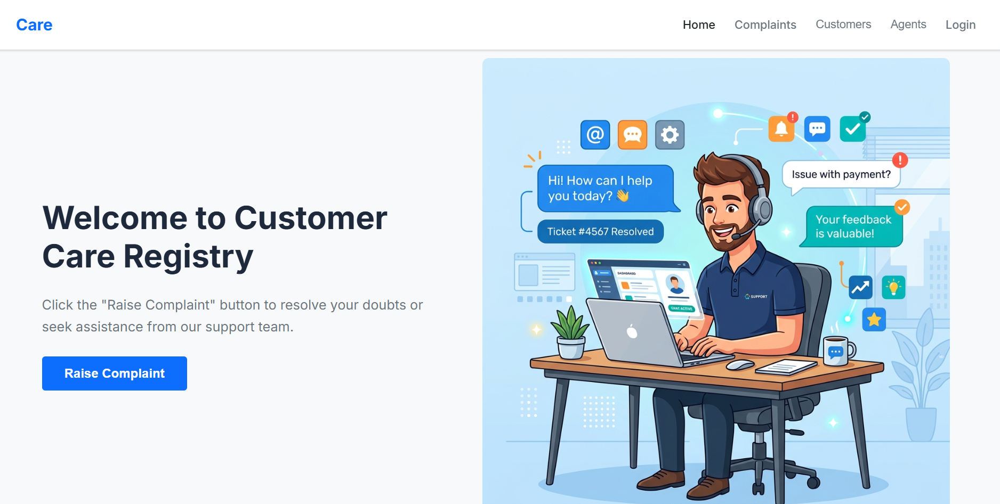 Care
Home
Complaints
Customers
Agents
Login
Welcome to Customer
Care Registry
Click the "Raise Complaint" button to resolve your doubts or
seek assistance from our support team.
Raise Complaint
@
Hi! How can I help
you today? 👋
Ticket #4567 Resolved
!
!
Issue with payment?
Your feedback
is valuable!
CHAT ACTIVE
SUPPORT